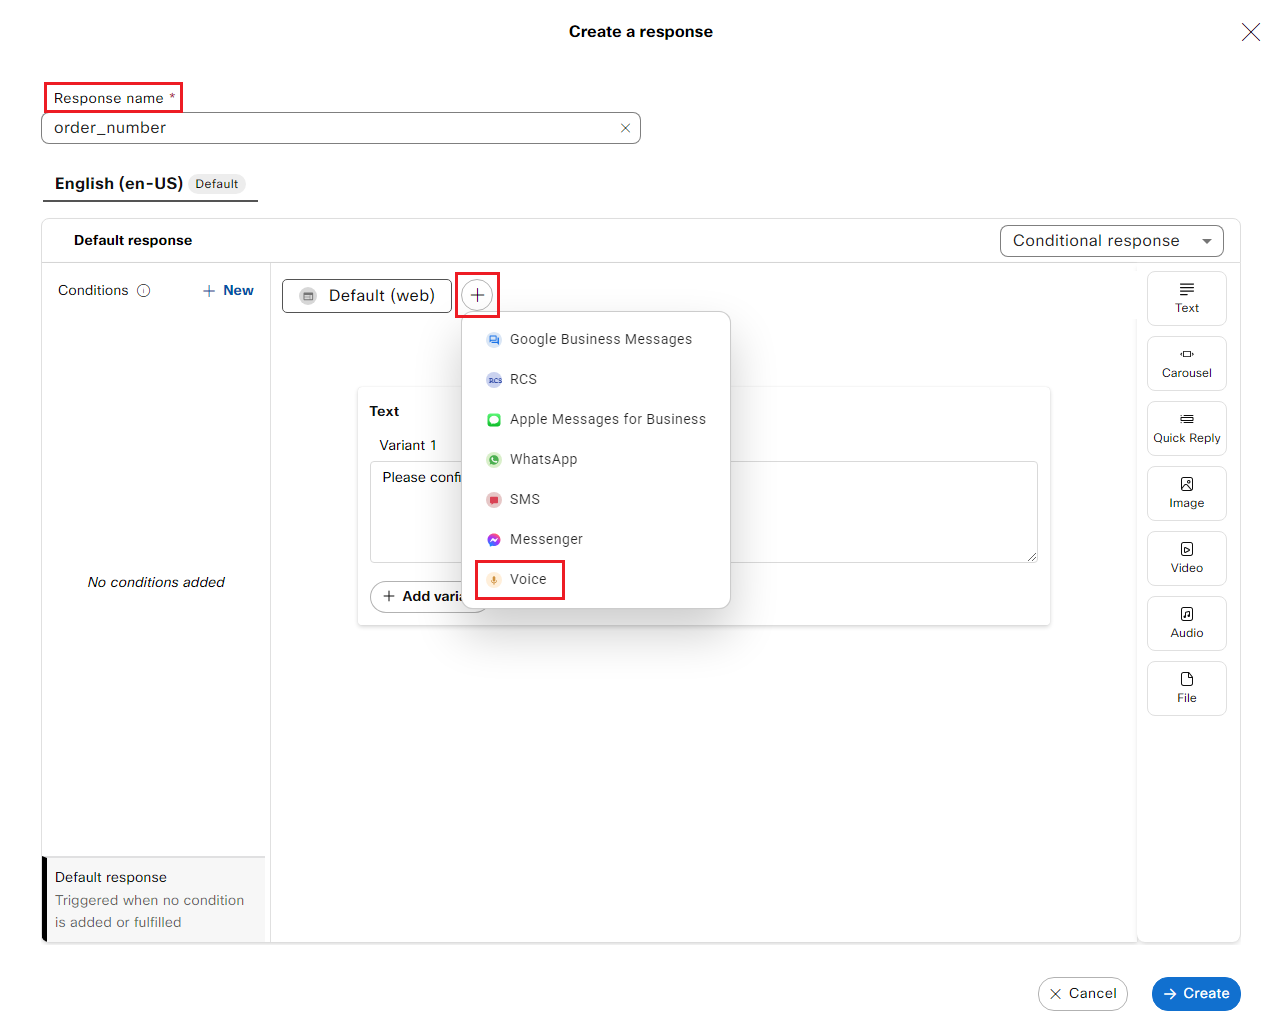 Create a response
Response name *
order_number
English (en-US) Default
Default response
Conditional response
Conditions
New
Default (web)
Google Business Messages
RCS
RCS
Apple Messages for Business
WhatsApp
SMS
Messenger
Voice
Text
Variant 1
Please conf
Add vari
No conditions added
Text
Carousel
Quick Reply
Image
Video
Audio
File
Default response
Triggered when no condition
is added or fulfilled
Cancel
Create